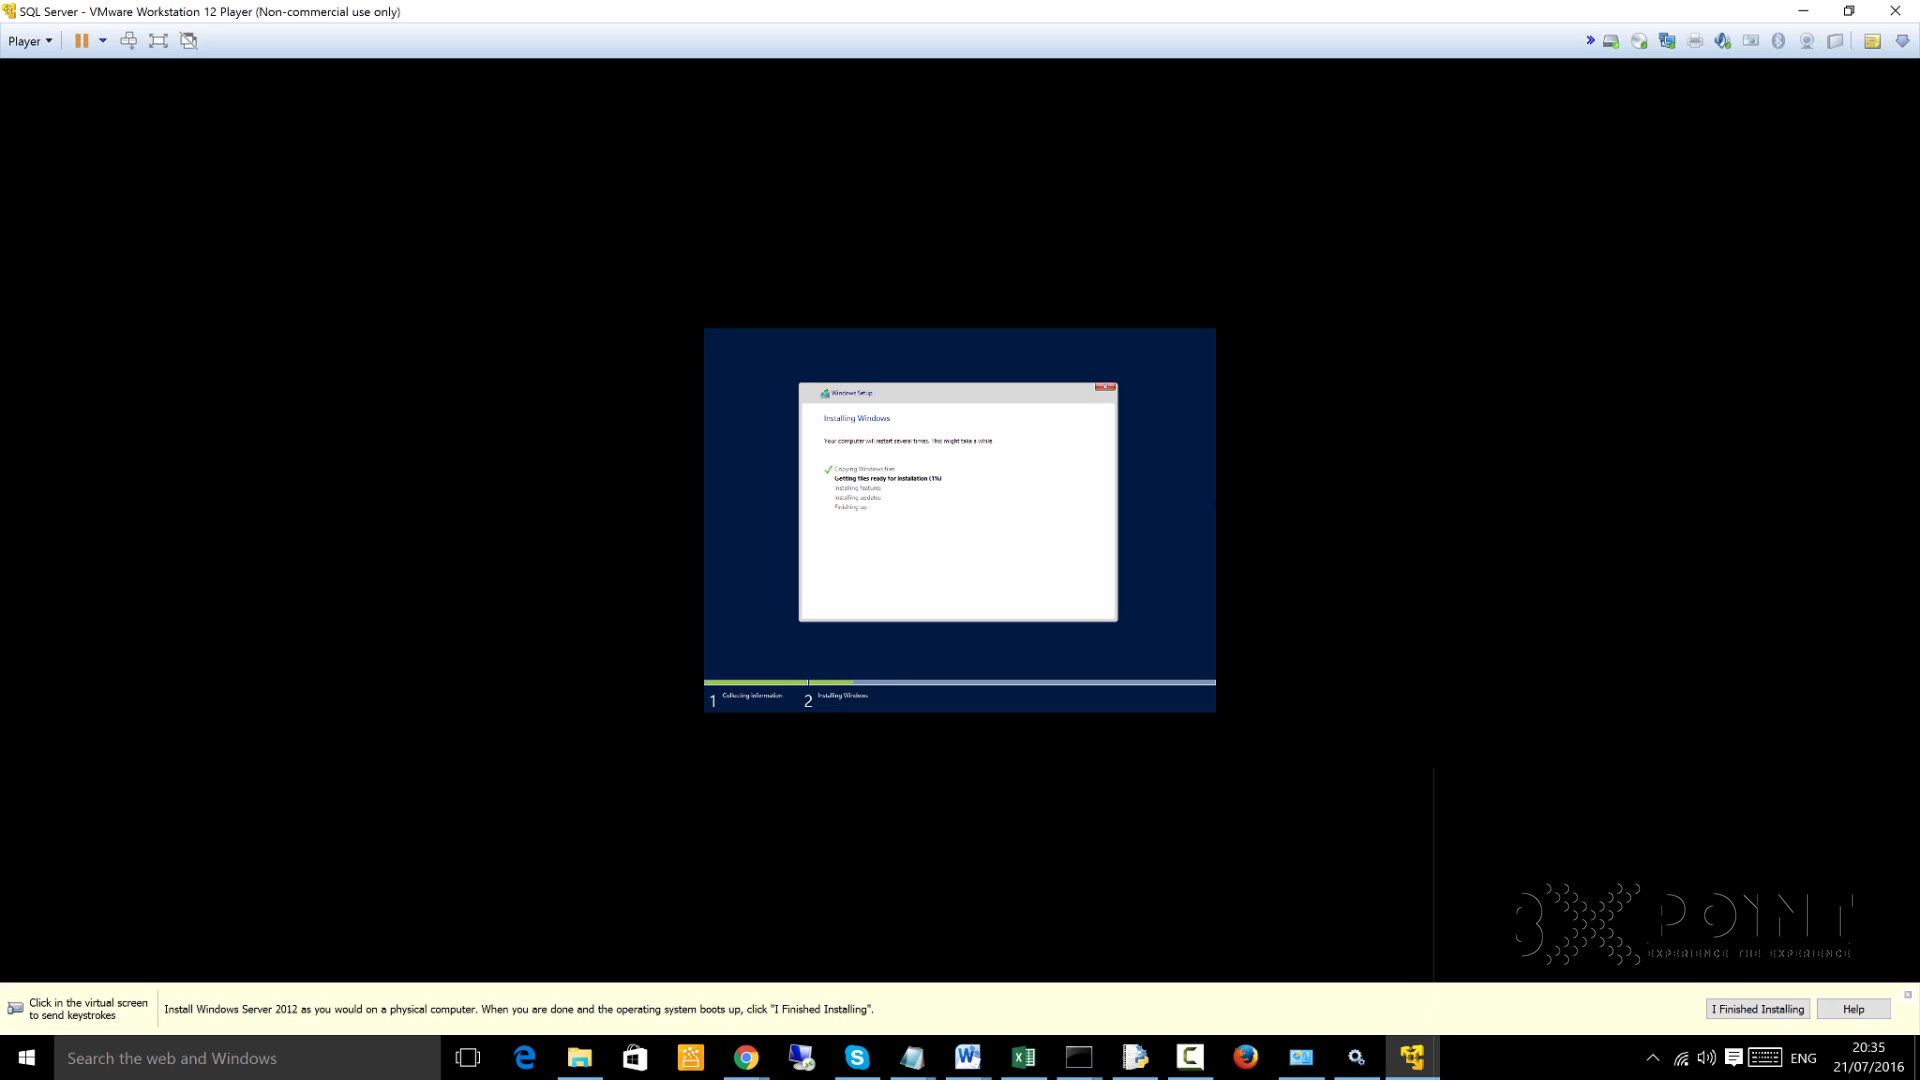 SQL Server - VMware Workstation 12 Player (Non-commercial use only)
Player
Windows Setup
Installing Windows
Your computer will restart several times. This might take a while.
Copying Windows files
Getting files ready for installation (1%)
Installing features
Installing updates
Finishing up
1 Collecting information
2 Installing Windows
POINT
EXPERIENCE THE EXPERIENCE
Click in the virtual screen
to send keystrokes
Install Windows Server 2012 as you would on a physical computer. When you are done and the operating system boots up, click "I Finished Installing".
I Finished Installing
Help
Search the web and Windows
ENG
20:35
21/07/2016